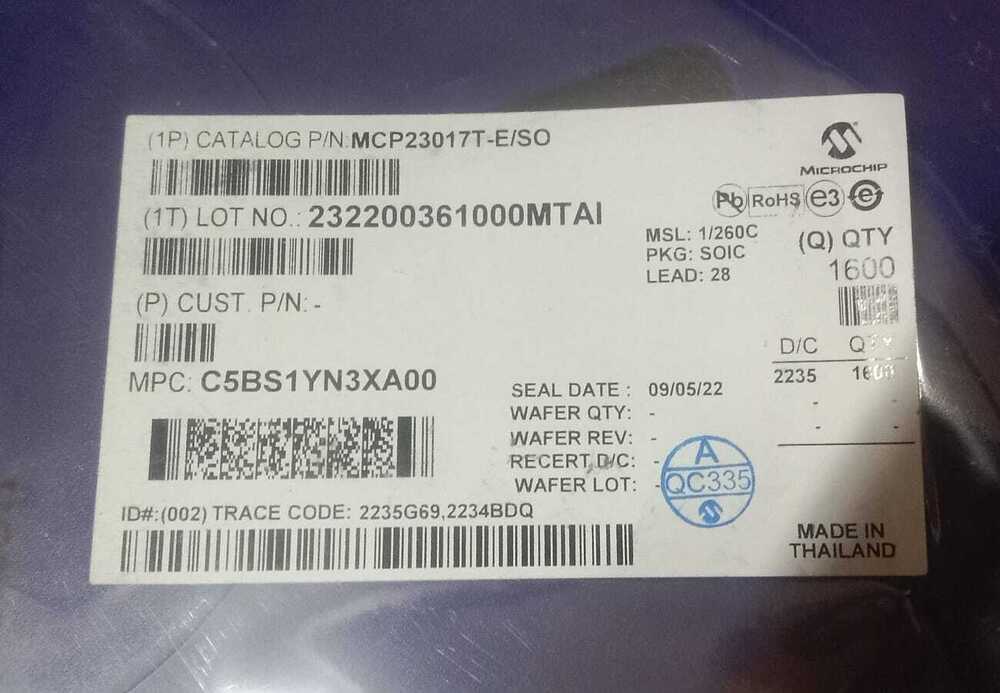 (1P) CATALOG P/N:MCP23017T-E/SO
MICROCHIP
Pb RoHS e3 e
(1T) LOT NO.: 232200361000MTAI
MSL: 1/260C
PKG: SOIC
LEAD: 28
(Q) QTY
1600
(P) CUST. P/N: -
D/C QTY
2235 1600
- -
- -
MPC: C5BS1YN3XA00
SEAL DATE : 09/05/22
WAFER QTY: -
WAFER REV: -
RECERT D/C: -
WAFER LOT: -
A
QC335
ID#:(002) TRACE CODE: 2235G69,2234BDQ
MADE IN
THAILAND